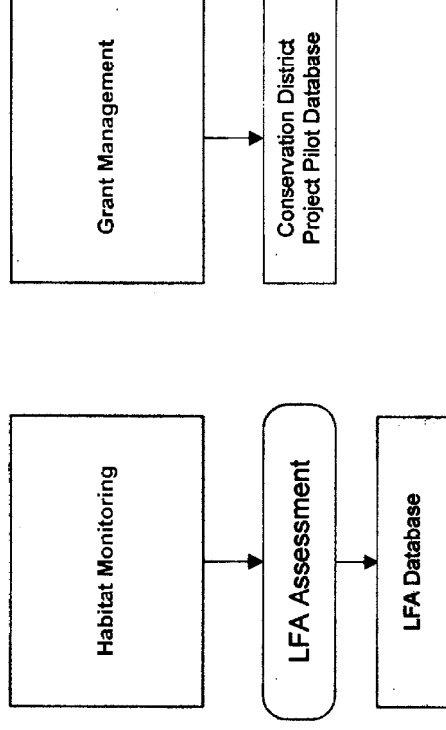 Grant Management
Conservation District
Project Pilot Database
Habitat Monitoring
LFA Assessment
LFA Database